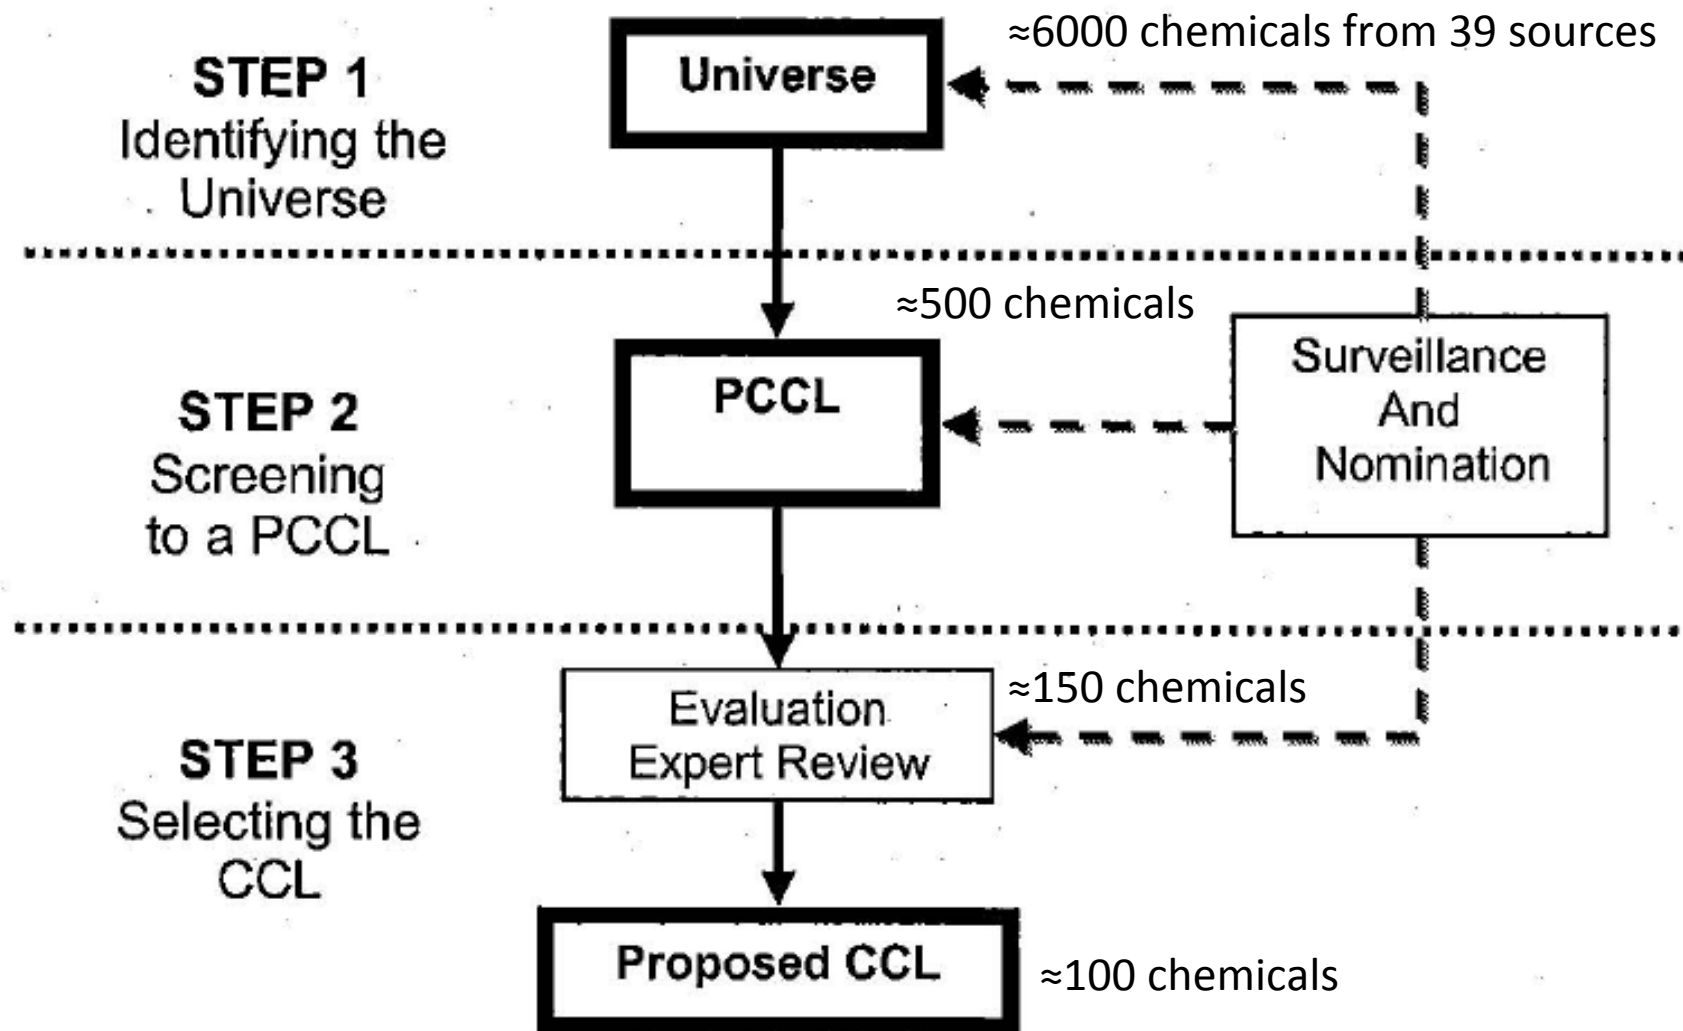 ≈6000 chemicals from 39 sources
Universe
STEP 1
Identifying the
Universe
≈500 chemicals
PCCL
Surveillance
And
Nomination
STEP 2
Screening
to a PCCL
≈150 chemicals
Evaluation
Expert Review
STEP 3
Selecting the
CCL
Proposed CCL
≈100 chemicals